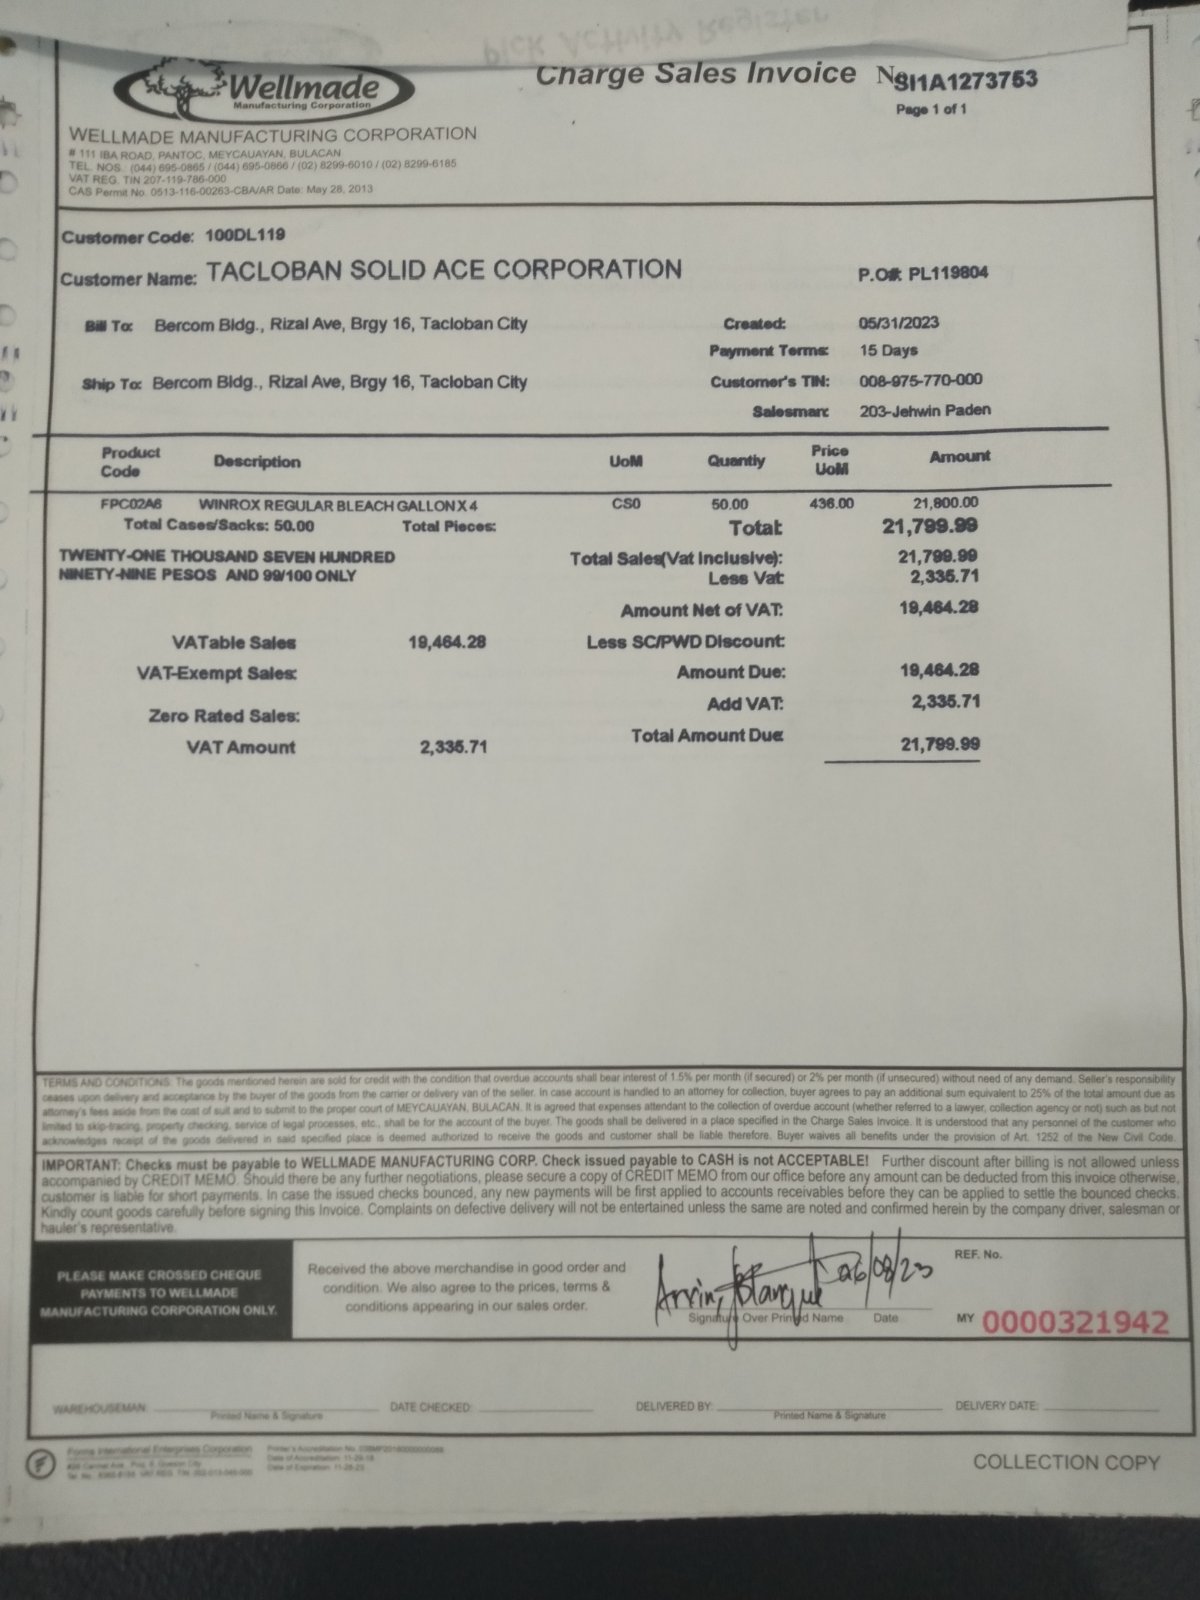 Charge Sales Invoice No. SI1A1273753
Page 1 of 1
Wellmade
Manufacturing Corporation
WELLMADE MANUFACTURING CORPORATION
# 111 IBA ROAD, PANTOC, MEYCAUAYAN, BULACAN
TEL. NOS. (044) 695-0865 / (044) 695-0866 / (02) 8299-6010 / (02) 8299-6185
VAT REG. TIN 207-119-786-000
CAS Permit No. 0513-116-00263-CBA/AR Date: May 28, 2013
Customer Code: 100DL119
Customer Name: TACLOBAN SOLID ACE CORPORATION P.O#: PL119804
Bill To: Bercom Bldg., Rizal Ave, Brgy 16, Tacloban City Created: 05/31/2023
Payment Terms: 15 Days
Ship To: Bercom Bldg., Rizal Ave, Brgy 16, Tacloban City Customer's TIN: 008-975-770-000
Salesman: 203-Jehwin Paden
Product Code Description UoM Quantiy Price UoM Amount
FPC02A6 WINROX REGULAR BLEACH GALLON X 4 CS0 50.00 436.00 21,800.00
Total Cases/Sacks: 50.00 Total Pieces: Total: 21,799.99
TWENTY-ONE THOUSAND SEVEN HUNDRED Total Sales(Vat Inclusive): 21,799.99
NINETY-NINE PESOS AND 99/100 ONLY Less Vat: 2,335.71
Amount Net of VAT: 19,464.28
VATable Sales 19,464.28 Less SC/PWD Discount:
VAT-Exempt Sales: Amount Due: 19,464.28
Zero Rated Sales: Add VAT: 2,335.71
VAT Amount 2,335.71 Total Amount Due: 21,799.99
TERMS AND CONDITIONS: The goods mentioned herein are sold for credit with the condition that overdue accounts shall bear interest of 1.5% per month (if secured) or 2% per month (if unsecured) without need of any demand. Seller's responsibility
ceases upon delivery and acceptance by the buyer of the goods from the carrier or delivery van of the seller. In case account is handled to an attorney for collection, buyer agrees to pay an additional sum equivalent to 25% of the total amount due as
attorney's fees aside from the cost of suit and to submit to the proper court of MEYCAUAYAN, BULACAN. It is agreed that expenses attendant to the collection of overdue account (whether referred to a lawyer, collection agency or not) such as but not
limited to skip-tracing, property checking, service of legal processes, etc., shall be for the account of the buyer. The goods shall be delivered in a place specified in the Charge Sales Invoice. It is understood that any personnel of the customer who
acknowledges receipt of the goods delivered in said specified place is deemed authorized to receive the goods and customer shall be liable therefore. Buyer waives all benefits under the provision of Art. 1252 of the New Civil Code.
IMPORTANT: Checks must be payable to WELLMADE MANUFACTURING CORP. Check issued payable to CASH is not ACCEPTABLE! Further discount after billing is not allowed unless
accompanied by CREDIT MEMO. Should there be any further negotiations, please secure a copy of CREDIT MEMO from our office before any amount can be deducted from this invoice otherwise,
customer is liable for short payments. In case the issued checks bounced, any new payments will be first applied to accounts receivables before they can be applied to settle the bounced checks.
Kindly count goods carefully before signing this Invoice. Complaints on defective delivery will not be entertained unless the same are noted and confirmed herein by the company driver, salesman or
hauler's representative.
PLEASE MAKE CROSSED CHEQUE
PAYMENTS TO WELLMADE
MANUFACTURING CORPORATION ONLY.
Received the above merchandise in good order and
condition. We also agree to the prices, terms &
conditions appearing in our sales order.
06/08/23
Signature Over Printed Name Date
REF. No.
MY 0000321942
WAREHOUSEMAN: DATE CHECKED: DELIVERED BY: DELIVERY DATE:
Printed Name & Signature Printed Name & Signature
Forms International Enterprises Corporation
Date of Accreditation: 11-29-18
COLLECTION COPY